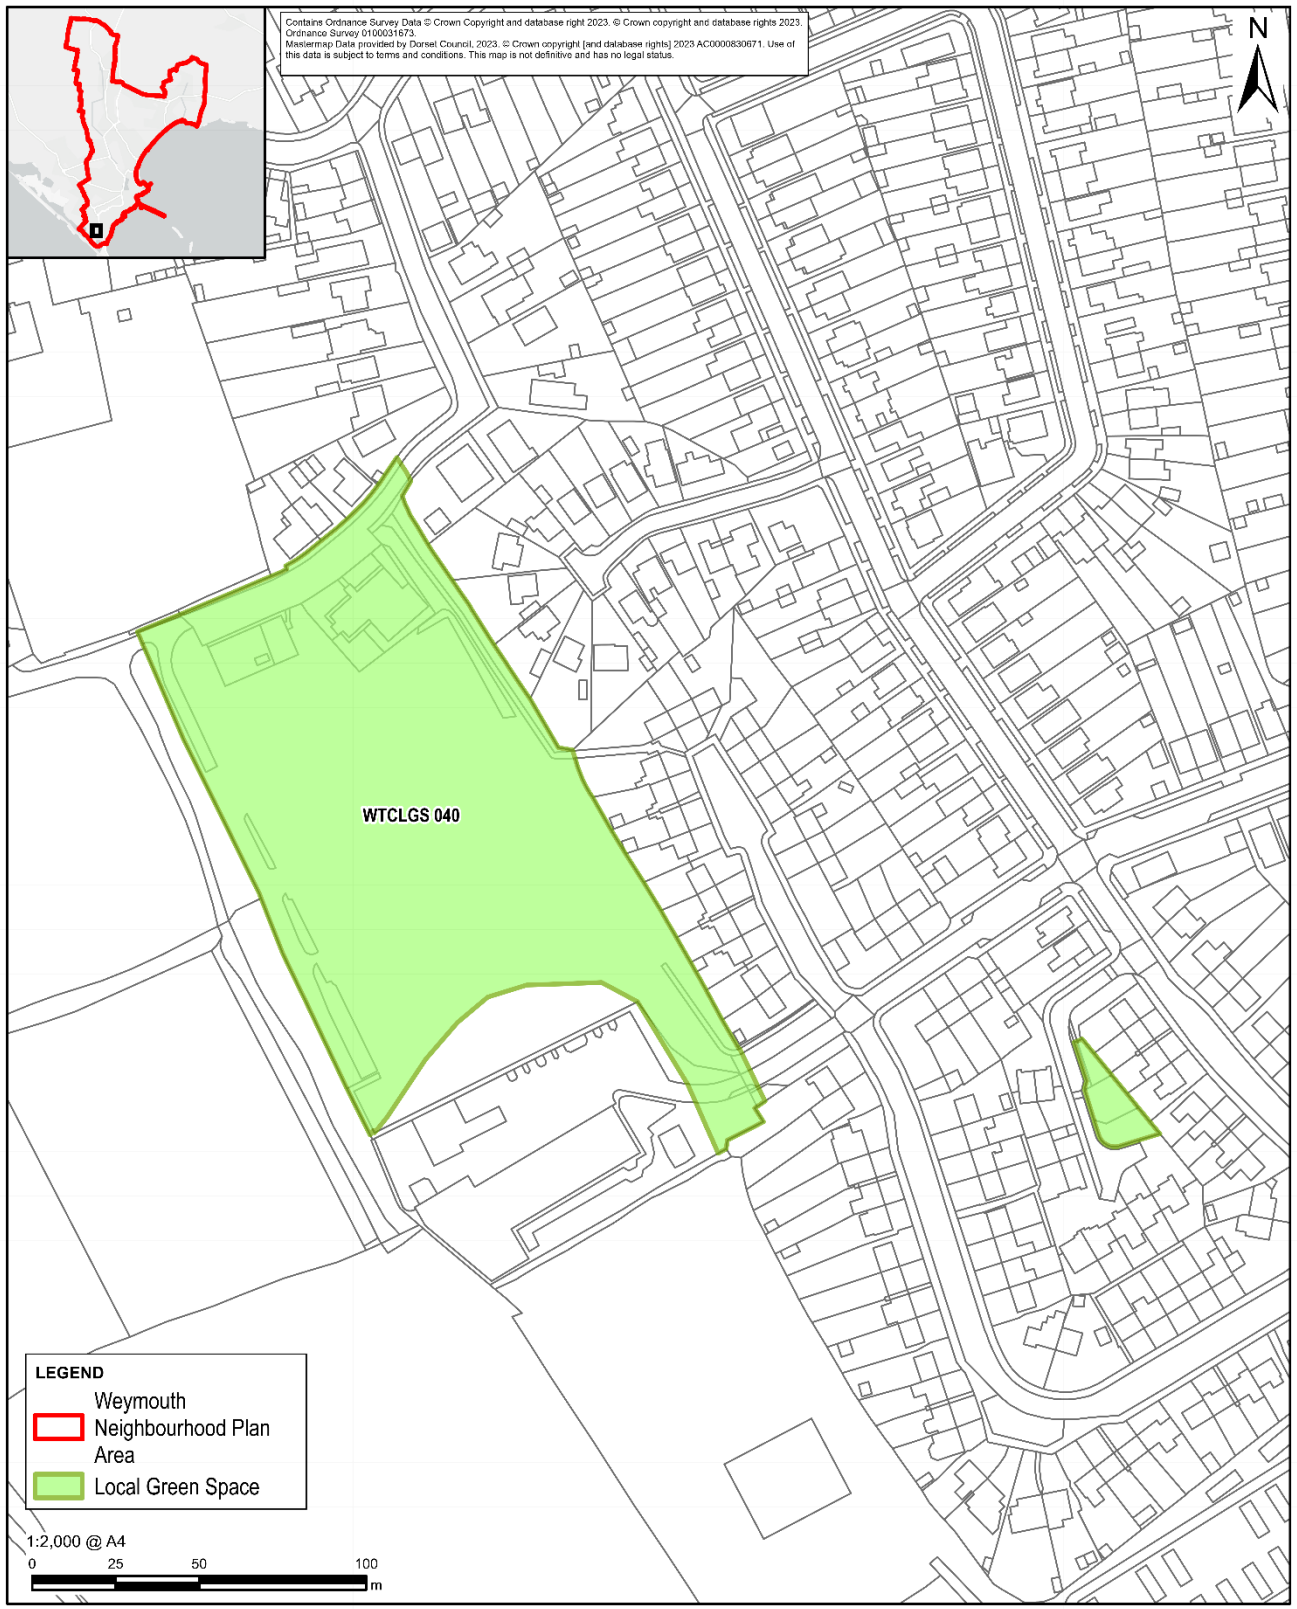 Contains Ordnance Survey Data © Crown Copyright and database right 2023. © Crown copyright and database rights 2023.
Ordnance Survey 0100031673.
Mastermap Data provided by Dorset Council, 2023. © Crown copyright [and database rights] 2023 AC0000830671. Use of
this data is subject to terms and conditions. This map is not definitive and has no legal status.
N
WTCLGS 040
LEGEND
Weymouth
Neighbourhood Plan
Area
Local Green Space
1:2,000 @ A4
0 25 50 100
m